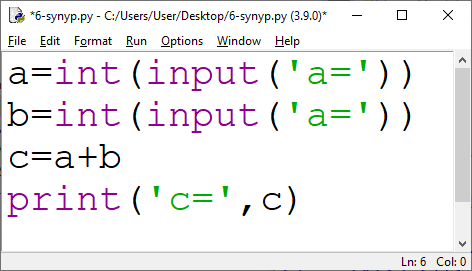 *6-synyp.py - C:/Users/User/Desktop/6-synyp.py (3.9.0)*
File Edit Format Run Options Window Help
a=int(input('a='))
b=int(input('a='))
c=a+b
print('c=',c)
Ln: 6 Col: 0